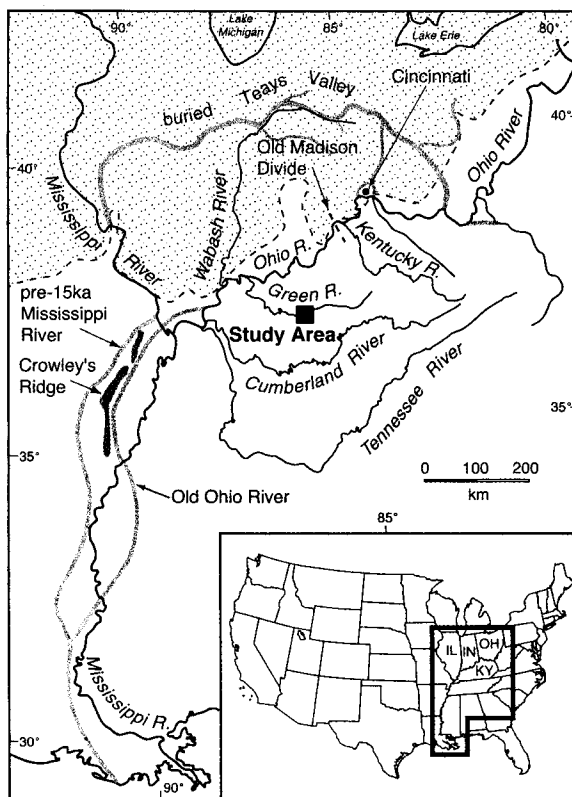 90°
Lake
Michigan
85°
Lake Erie
80°
Cincinnati
buried Teays Valley
Old Madison
Divide
Ohio River
40°
40°
Mississippi
River
Wabash River
Ohio R.
Kentucky R.
Green R.
pre-15ka
Mississippi
River
Study Area
Crowley's
Ridge
Cumberland River
Tennessee River
35°
35°
0 100 200
km
Old Ohio River
85°
Mississippi R.
30°
90°
IL
IN
OH
KY